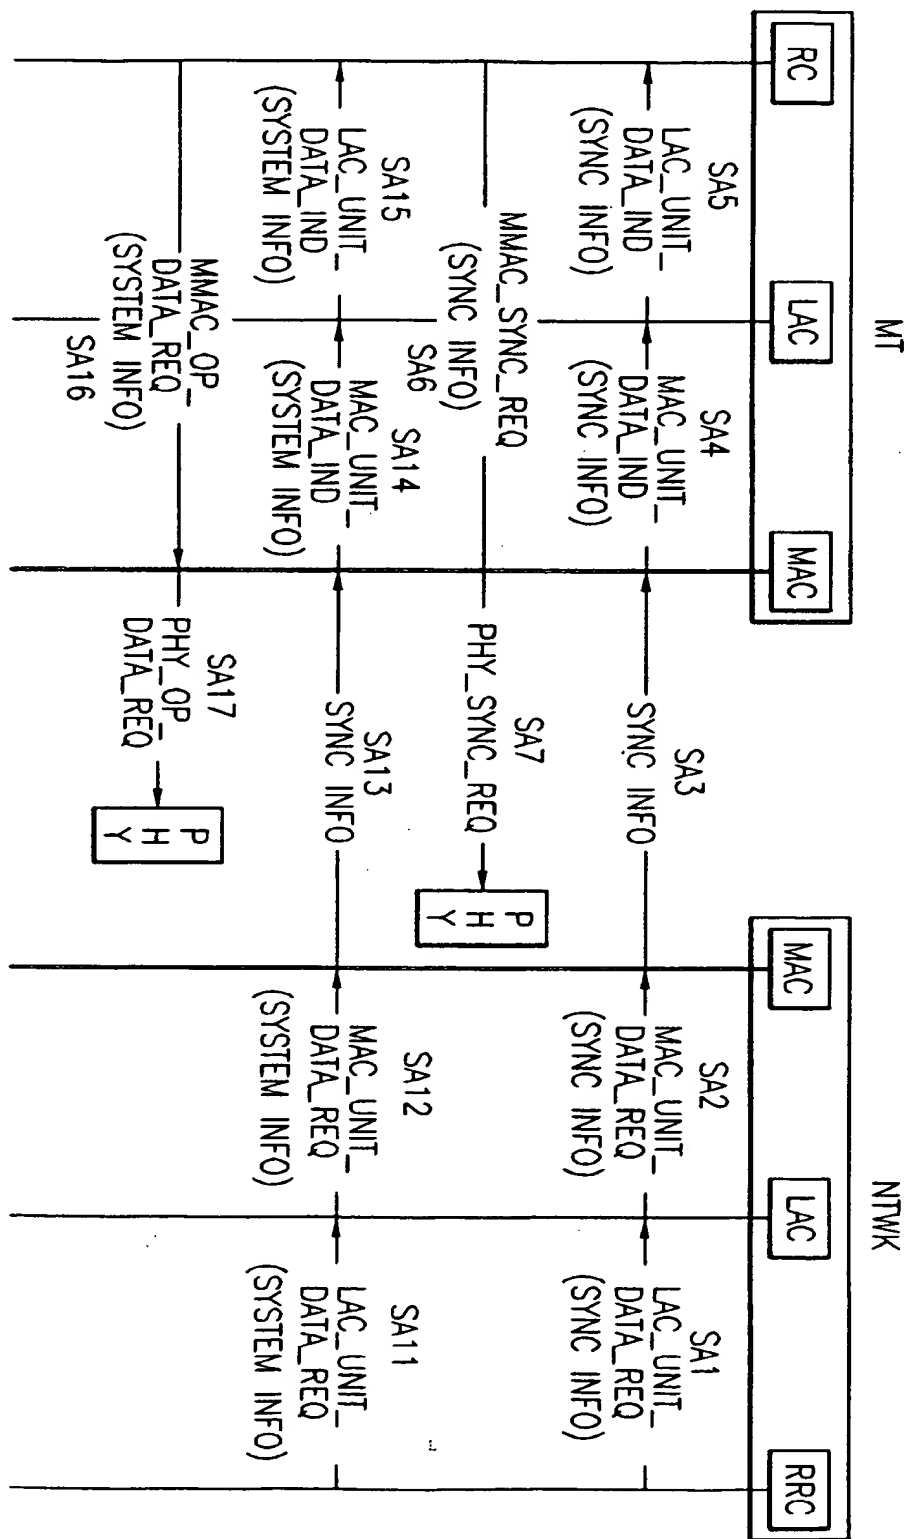 MT
NTWK
RC
LAC
MAC
MAC
LAC
RRC
SA5
LAC_UNIT_
DATA_IND
(SYNC INFO)
SA4
MAC_UNIT_
DATA_IND
(SYNC INFO)
SA3
SYNC INFO
SA2
MAC_UNIT_
DATA_REQ
(SYNC INFO)
SA1
LAC_UNIT_
DATA_REQ
(SYNC INFO)
MMAC_SYNC_REQ
(SYNC INFO)
SA6
SA7
PHY_SYNC_REQ
P
H
Y
SA15
LAC_UNIT_
DATA_IND
(SYSTEM INFO)
SA14
MAC_UNIT_
DATA_IND
(SYSTEM INFO)
SA13
SYNC INFO
SA12
MAC_UNIT_
DATA_REQ
(SYSTEM INFO)
SA11
LAC_UNIT_
DATA_REQ
(SYSTEM INFO)
MMAC_OP_
DATA_REQ
(SYSTEM INFO)
SA16
SA17
PHY_OP_
DATA_REQ
P
H
Y